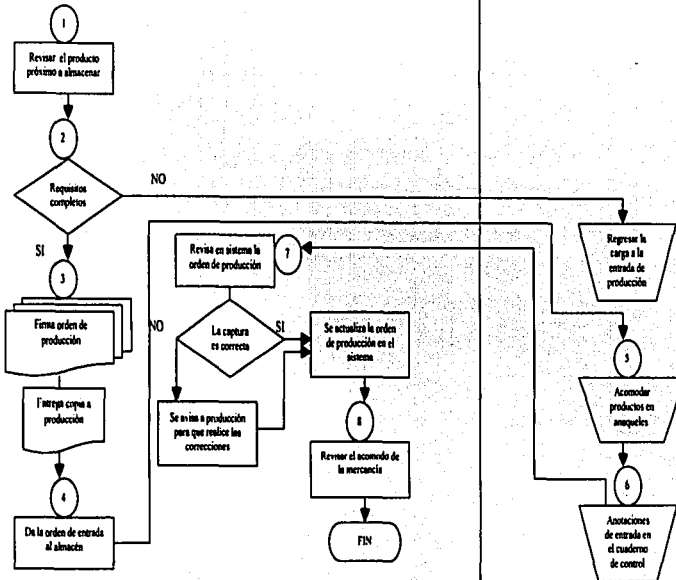 1
Revisar el producto
próximo a almacenar
2
Requisitos
completos
NO
SI
3
Firma orden de
producción
Entrega copia a
producción
4
Da la orden de entrada
al almacén
Revisa en sistema la
orden de producción
7
NO
La captura
es correcta
SI
Se avisa a producción
para que realice las
correcciones
Se actualiza la orden
de producción en el
sistema
8
Revisar el acomodo de
la mercancía
FIN
Regresar la
carga a la
entrada de
producción
5
Acomodar
productos en
anaqueles
6
Anotaciones
de entrada en
el cuaderno
de control